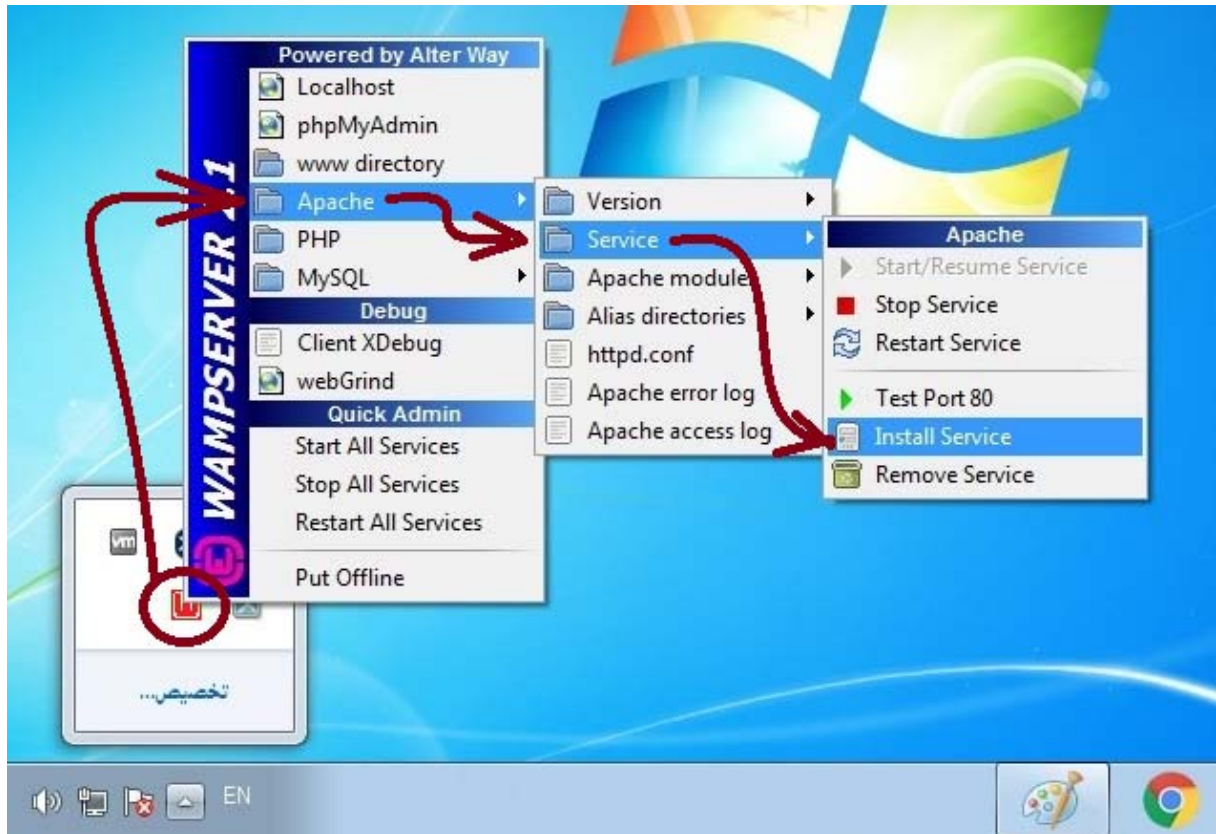 Powered by Alter Way
Localhost
phpMyAdmin
www directory
Apache
PHP
MySQL
Debug
Client XDebug
webGrind
Quick Admin
Start All Services
Stop All Services
Restart All Services
Put Offline
WAMPSERVER 2.1
Version
Service
Apache modules
Alias directories
httpd.conf
Apache error log
Apache access log
Apache
Start/Resume Service
Stop Service
Restart Service
Test Port 80
Install Service
Remove Service
vm
تخصيص...
EN